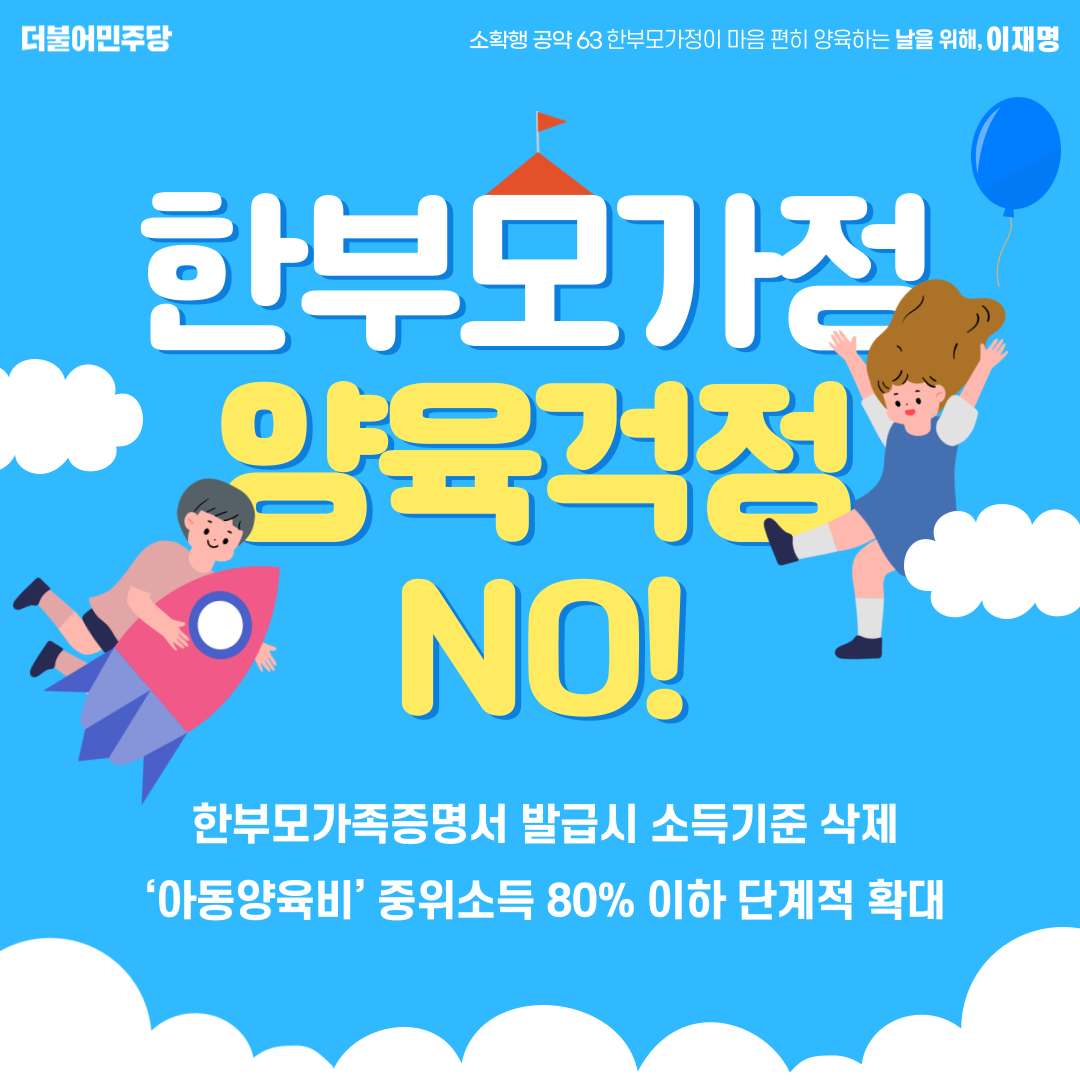 더불어민주당
소확행 공약 63 한부모가정이 마음 편히 양육하는 날을 위해, 이재명
한부모가정
양육걱정
NO!
한부모가족증명서 발급시 소득기준 삭제
‘아동양육비’ 중위소득 80% 이하 단계적 확대